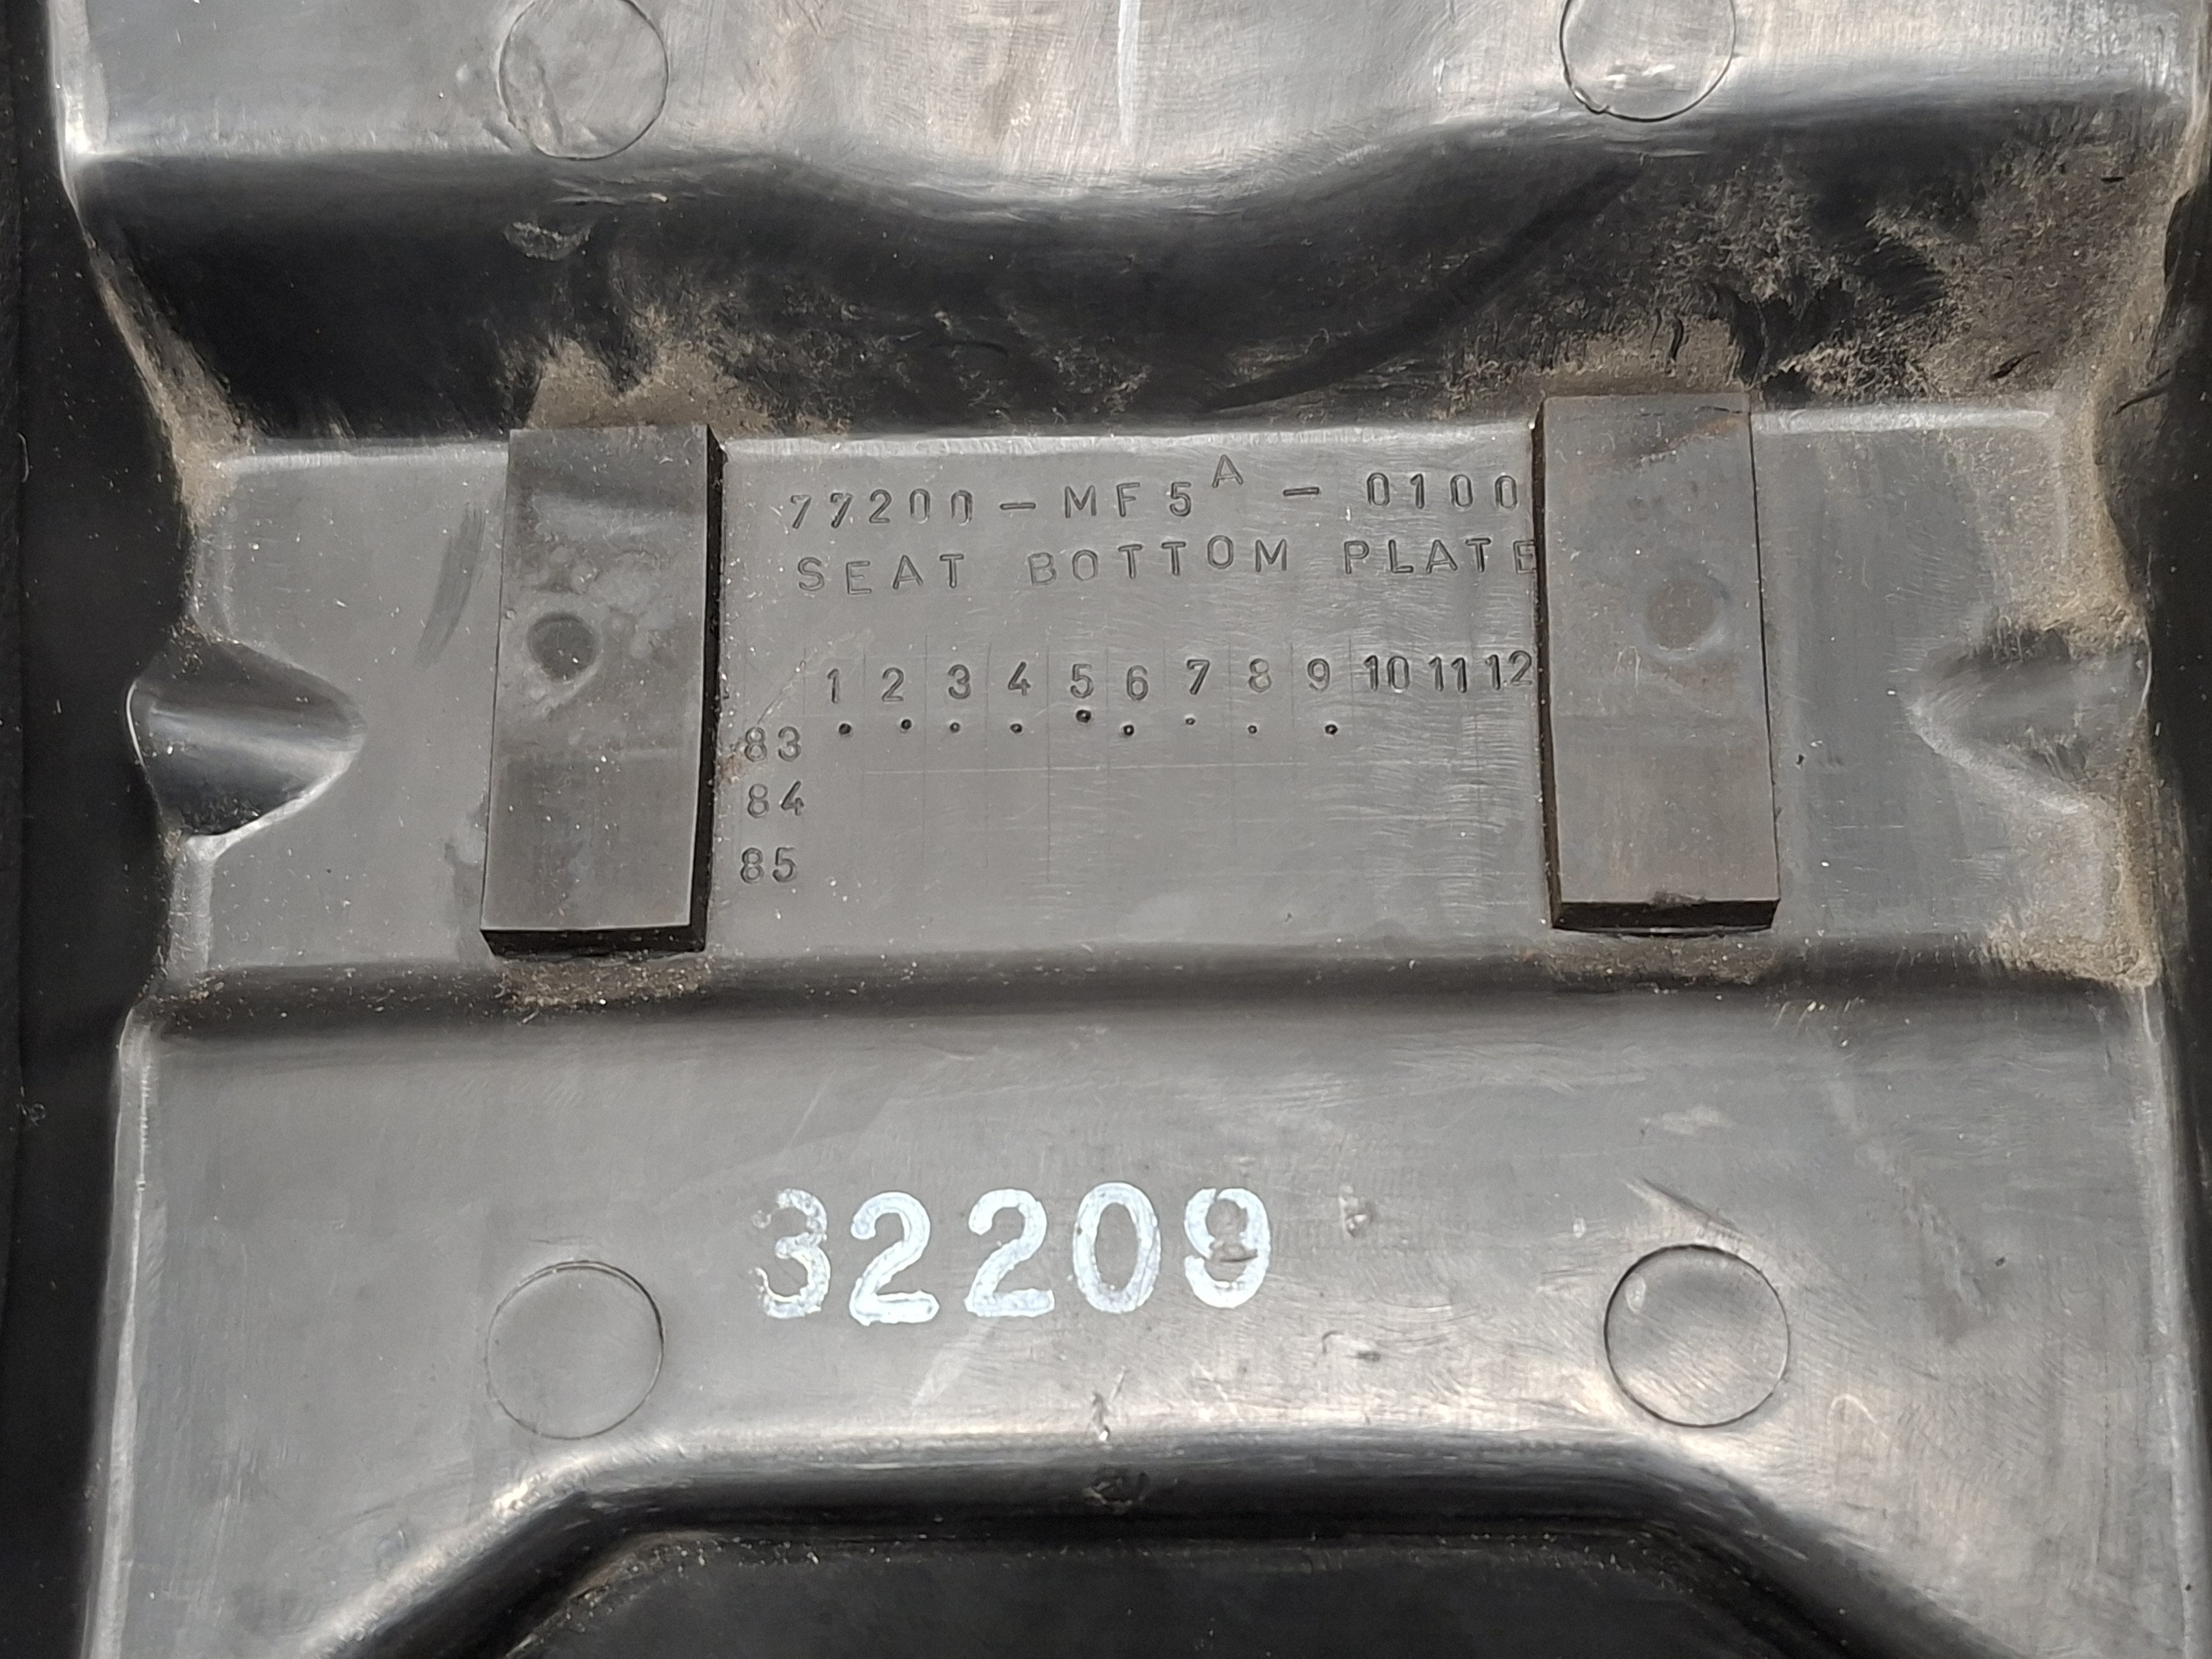 77200-MF5A-0100
SEAT BOTTOM PLATE
1 2 3 4 5 6 7 8 9 10 11 12
83
84
85
32209